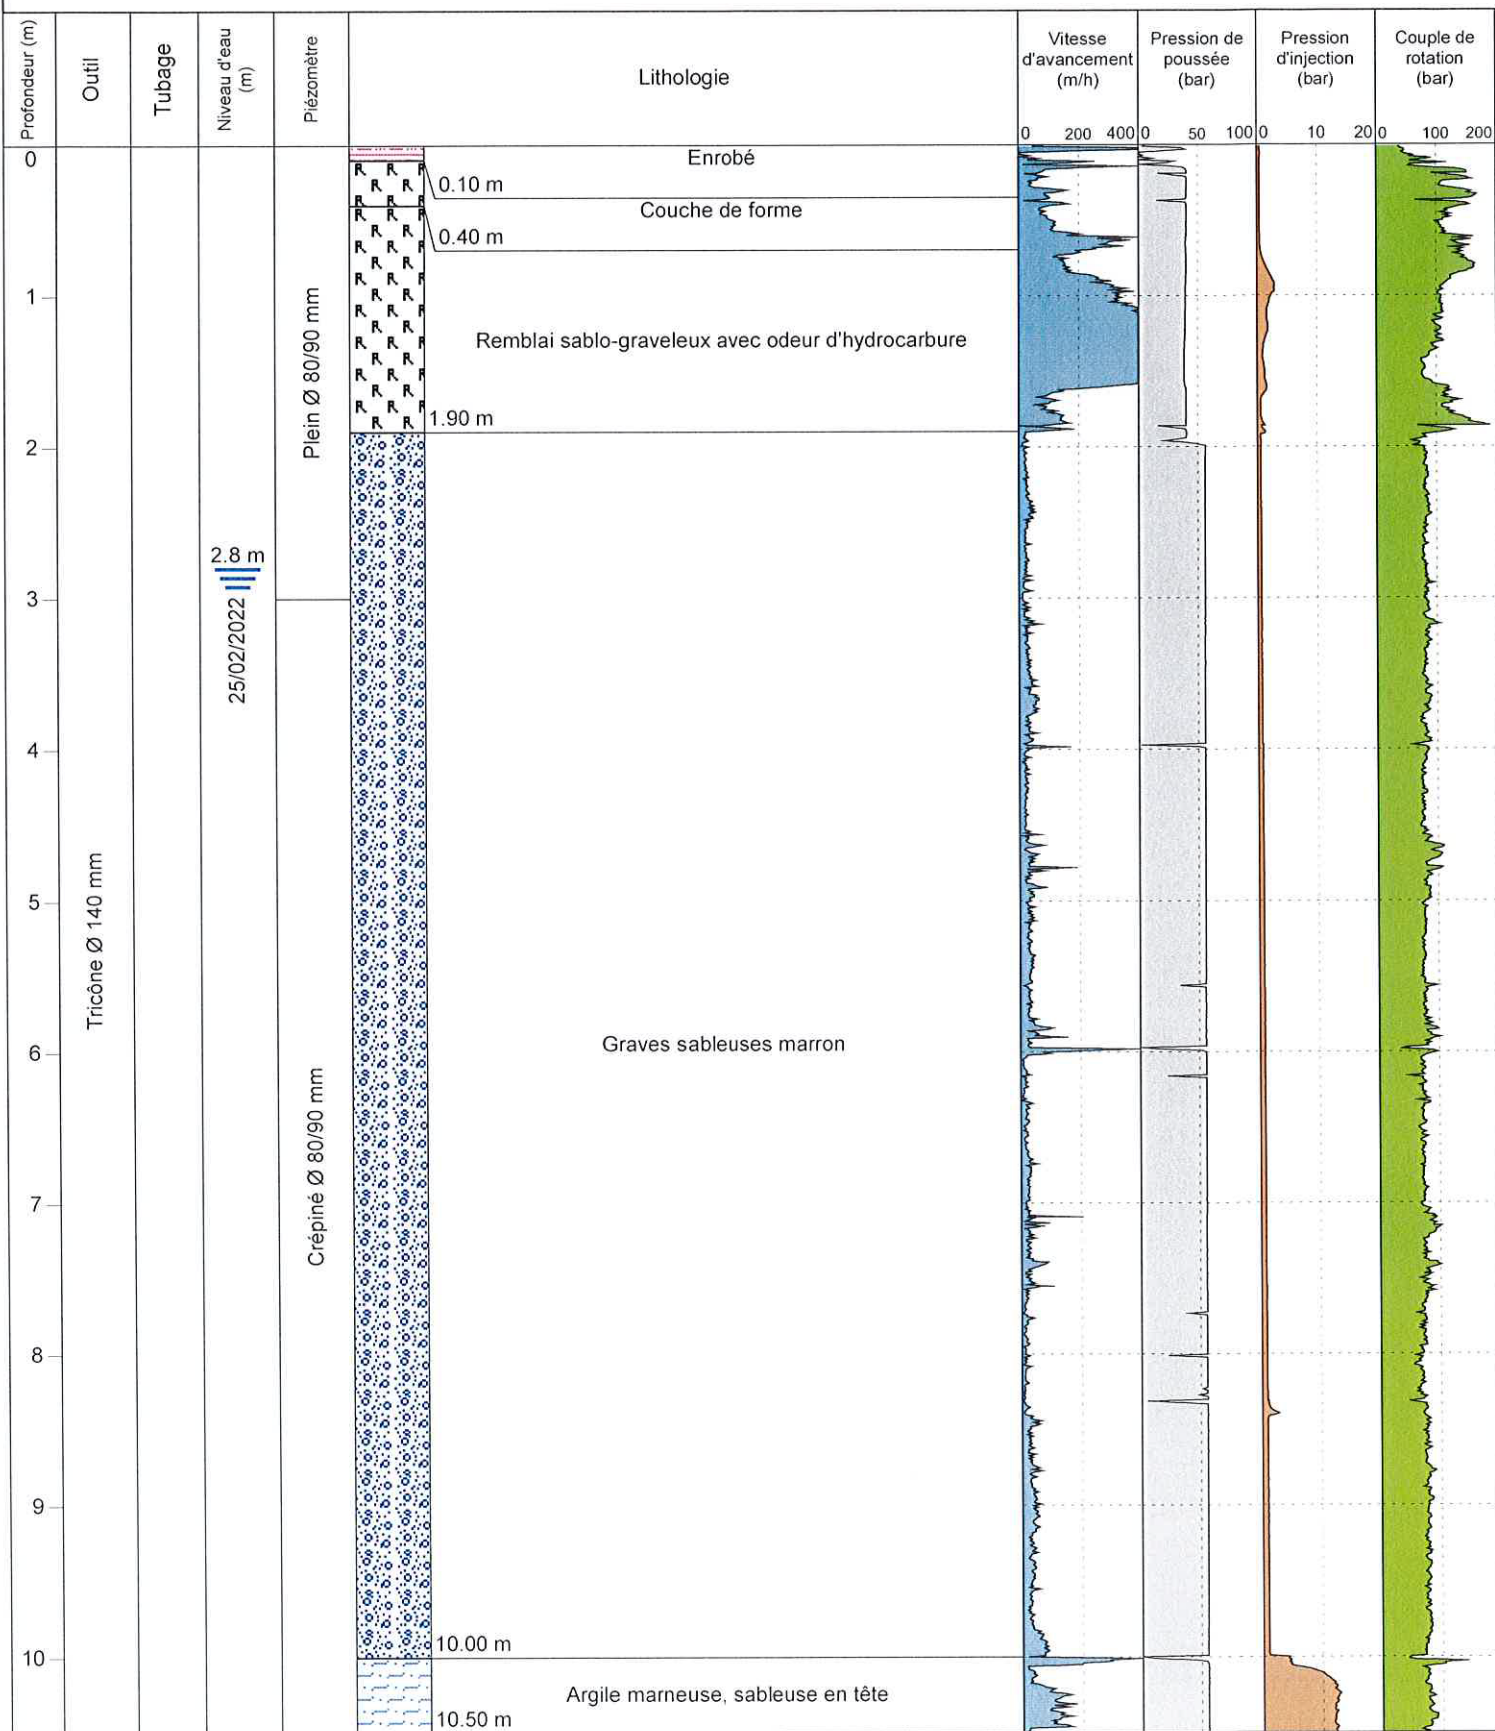 Profondeur (m)
Outil
Tubage
Niveau d'eau
(m)
Piézomètre
Lithologie
Vitesse
d'avancement
(m/h)
Pression de
poussée
(bar)
Pression
d'injection
(bar)
Couple de
rotation
(bar)
0 200 400
0 50 100
0 10 20
0 100 200
0
Enrobé
0.10 m
Couche de forme
0.40 m
1
Plein Ø 80/90 mm
Remblai sablo-graveleux avec odeur d'hydrocarbure
1.90 m
2
2.8 m
25/02/2022
3
4
5
Tricône Ø 140 mm
6
Graves sableuses marron
Crépiné Ø 80/90 mm
7
8
9
10.00 m
10
Argile marneuse, sableuse en tête
10.50 m